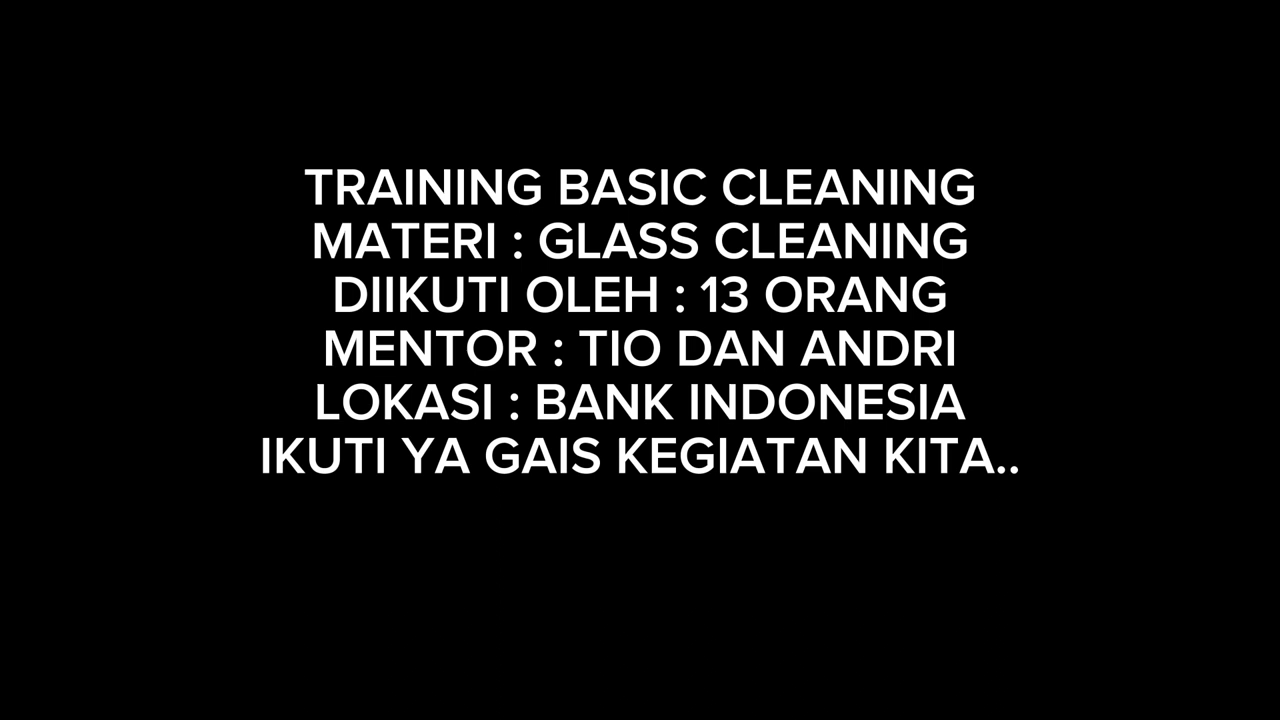 TRAINING BASIC CLEANING
MATERI : GLASS CLEANING
DIIKUTI OLEH : 13 ORANG
MENTOR : TIO DAN ANDRI
LOKASI : BANK INDONESIA
IKUTI YA GAIS KEGIATAN KITA..